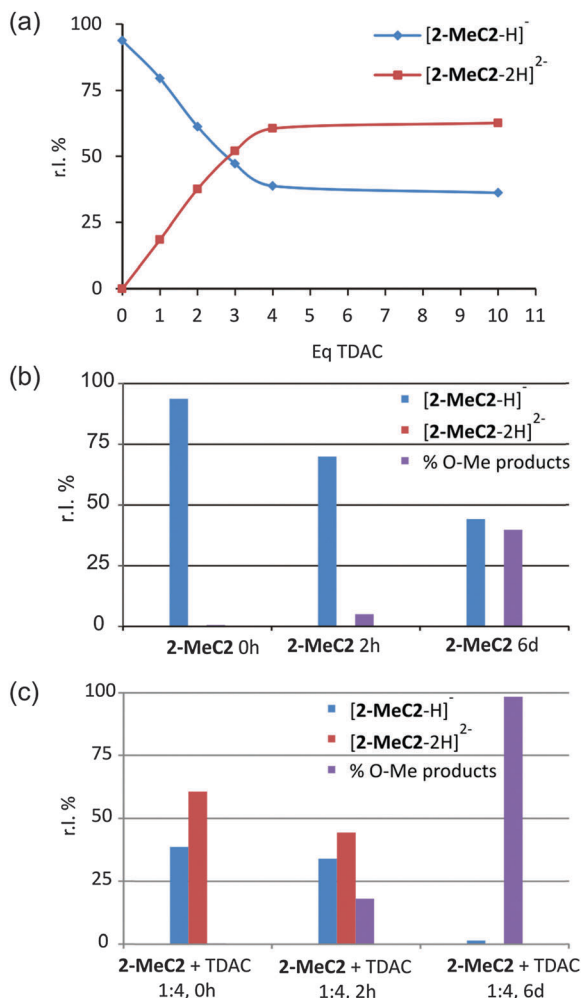 (a)
100
75
50
25
0
r.I. %
[2-MeC2-H]⁻
[2-MeC2-2H]²⁻
0 1 2 3 4 5 6 7 8 9 10 11
Eq TDAC
(b)
100
75
50
25
0
r.I. %
[2-MeC2-H]⁻
[2-MeC2-2H]²⁻
% O-Me products
2-MeC2 0h 2-MeC2 2h 2-MeC2 6d
(c)
100
75
50
25
0
r.I. %
[2-MeC2-H]⁻
[2-MeC2-2H]²⁻
% O-Me products
2-MeC2 + TDAC 2-MeC2 + TDAC 2-MeC2 + TDAC
1:4, 0h 1:4, 2h 1:4, 6d